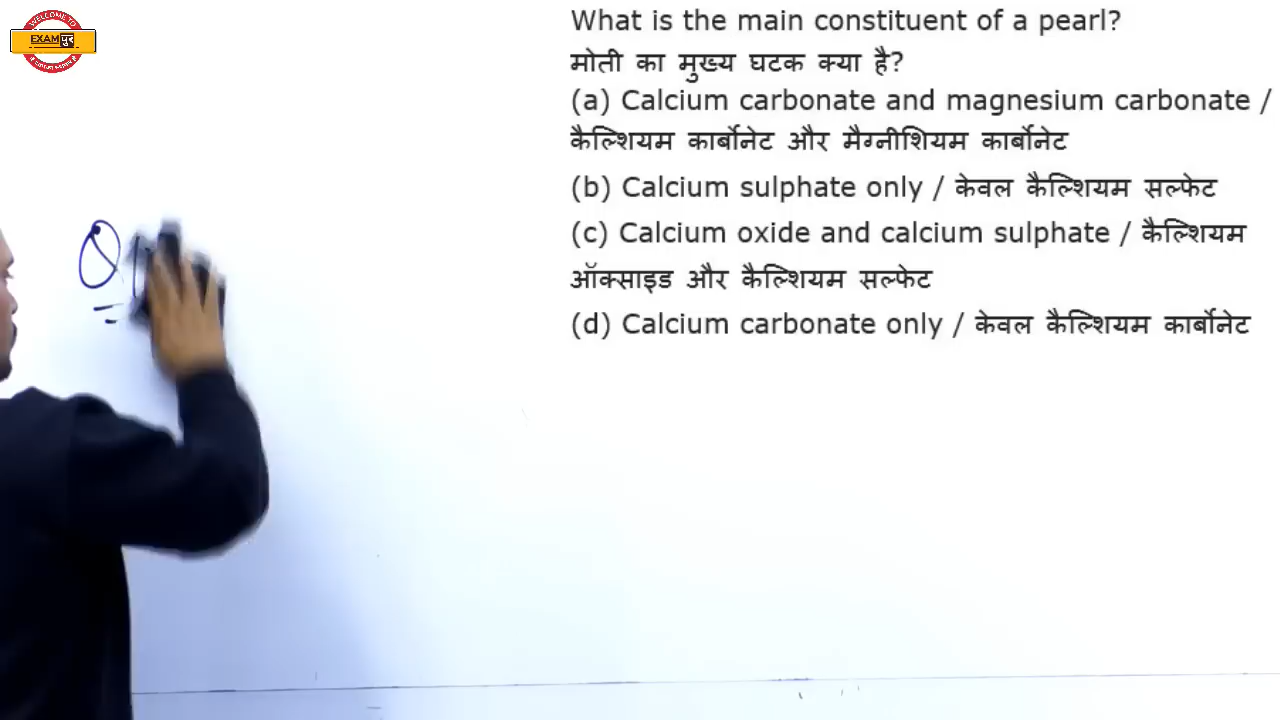 WELCOME TO
EXAM पुर
What is the main constituent of a pearl?
मोती का मुख्य घटक क्या है?
(a) Calcium carbonate and magnesium carbonate /
कैल्शियम कार्बोनेट और मैग्नीशियम कार्बोनेट
(b) Calcium sulphate only / केवल कैल्शियम सल्फेट
(c) Calcium oxide and calcium sulphate / कैल्शियम
ऑक्साइड और कैल्शियम सल्फेट
(d) Calcium carbonate only / केवल कैल्शियम कार्बोनेट
Q